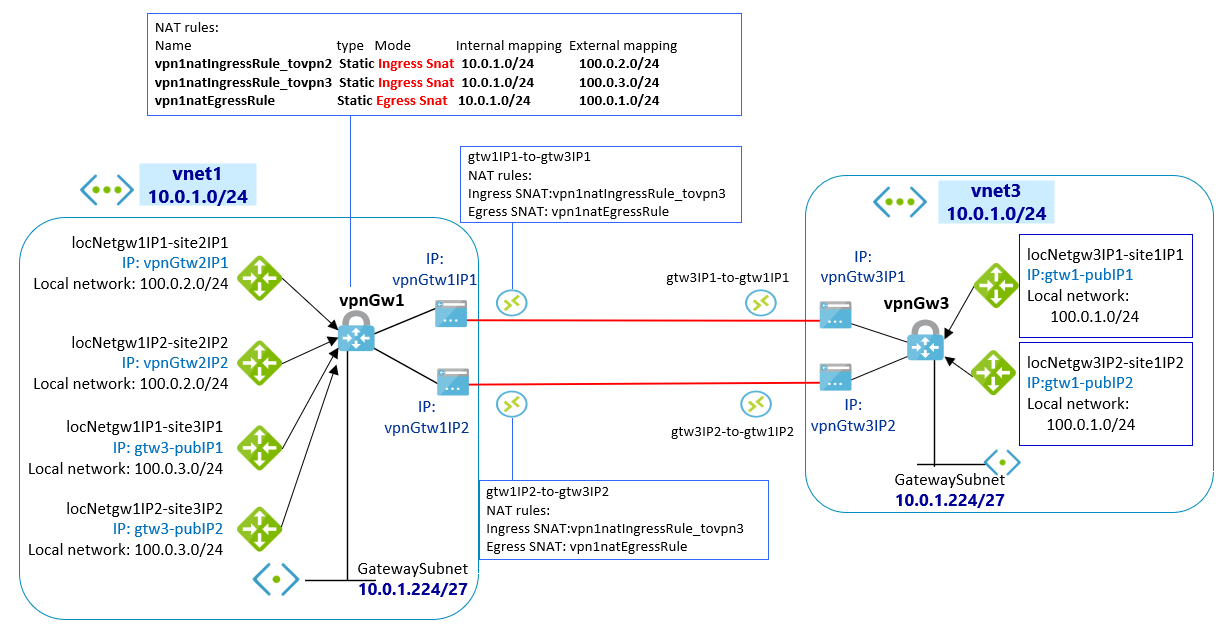 NAT rules:
Name type Mode Internal mapping External mapping
vpn1natIngressRule_tovpn2 Static Ingress Snat 10.0.1.0/24 100.0.2.0/24
vpn1natIngressRule_tovpn3 Static Ingress Snat 10.0.1.0/24 100.0.3.0/24
vpn1natEgressRule Static Egress Snat 10.0.1.0/24 100.0.1.0/24
gtw1IP1-to-gtw3IP1
NAT rules:
Ingress SNAT:vpn1natIngressRule_tovpn3
Egress SNAT: vpn1natEgressRule
vnet1
10.0.1.0/24
vnet3
10.0.1.0/24
locNetgw1IP1-site2IP1
IP: vpnGtw2IP1
Local network: 100.0.2.0/24
locNetgw1IP2-site2IP2
IP: vpnGtw2IP2
Local network: 100.0.2.0/24
locNetgw1IP1-site3IP1
IP: gtw3-pubIP1
Local network: 100.0.3.0/24
locNetgw1IP2-site3IP2
IP: gtw3-pubIP2
Local network: 100.0.3.0/24
vpnGw1
IP:
vpnGtw1IP1
IP:
vpnGtw1IP2
GatewaySubnet
10.0.1.224/27
gtw3IP1-to-gtw1IP1
gtw3IP2-to-gtw1IP2
gtw1IP2-to-gtw3IP2
NAT rules:
Ingress SNAT:vpn1natIngressRule_tovpn3
Egress SNAT: vpn1natEgressRule
IP:
vpnGtw3IP1
vpnGw3
IP:
vpnGtw3IP2
locNetgw3IP1-site1IP1
IP:gtw1-pubIP1
Local network:
100.0.1.0/24
locNetgw3IP2-site1IP2
IP:gtw1-pubIP2
Local network:
100.0.1.0/24
GatewaySubnet
10.0.1.224/27